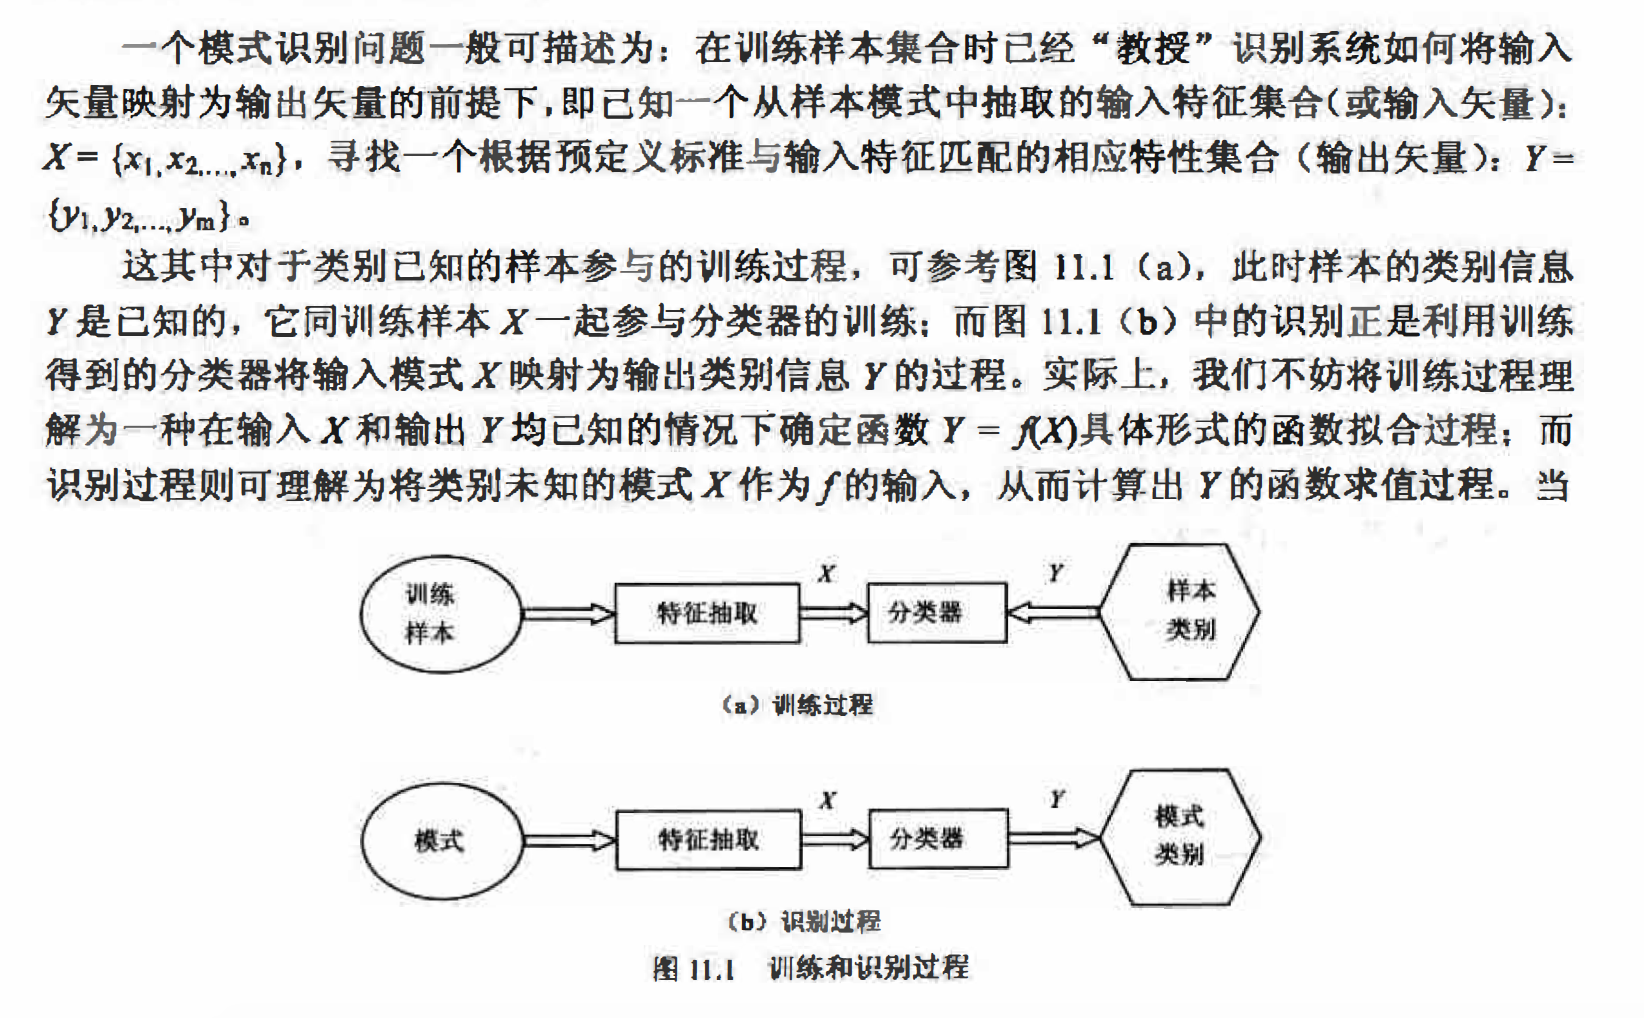 一个模式识别问题一般可描述为：在训练样本集合时已经“教授”识别系统如何将输入
矢量映射为输出矢量的前提下，即已知一个从样本模式中抽取的输入特征集合（或输入矢量）：
X = {x1,x2,...,xn}，寻找一个根据预定义标准与输入特征匹配的相应特性集合（输出矢量）：Y =
{y1,y2,...,ym}。
这其中对于类别已知的样本参与的训练过程，可参考图 11.1（a），此时样本的类别信息
Y 是已知的，它同训练样本 X 一起参与分类器的训练；而图 11.1（b）中的识别正是利用训练
得到的分类器将输入模式 X 映射为输出类别信息 Y 的过程。实际上，我们不妨将训练过程理
解为一种在输入 X 和输出 Y 均已知的情况下确定函数 Y = f(X)具体形式的函数拟合过程；而
识别过程则可理解为将类别未知的模式 X 作为 f 的输入，从而计算出 Y 的函数求值过程。当
训练
样本
特征抽取
X
分类器
Y
样本
类别
（a）训练过程
模式
特征抽取
X
分类器
Y
模式
类别
（b）识别过程
图 11.1 训练和识别过程